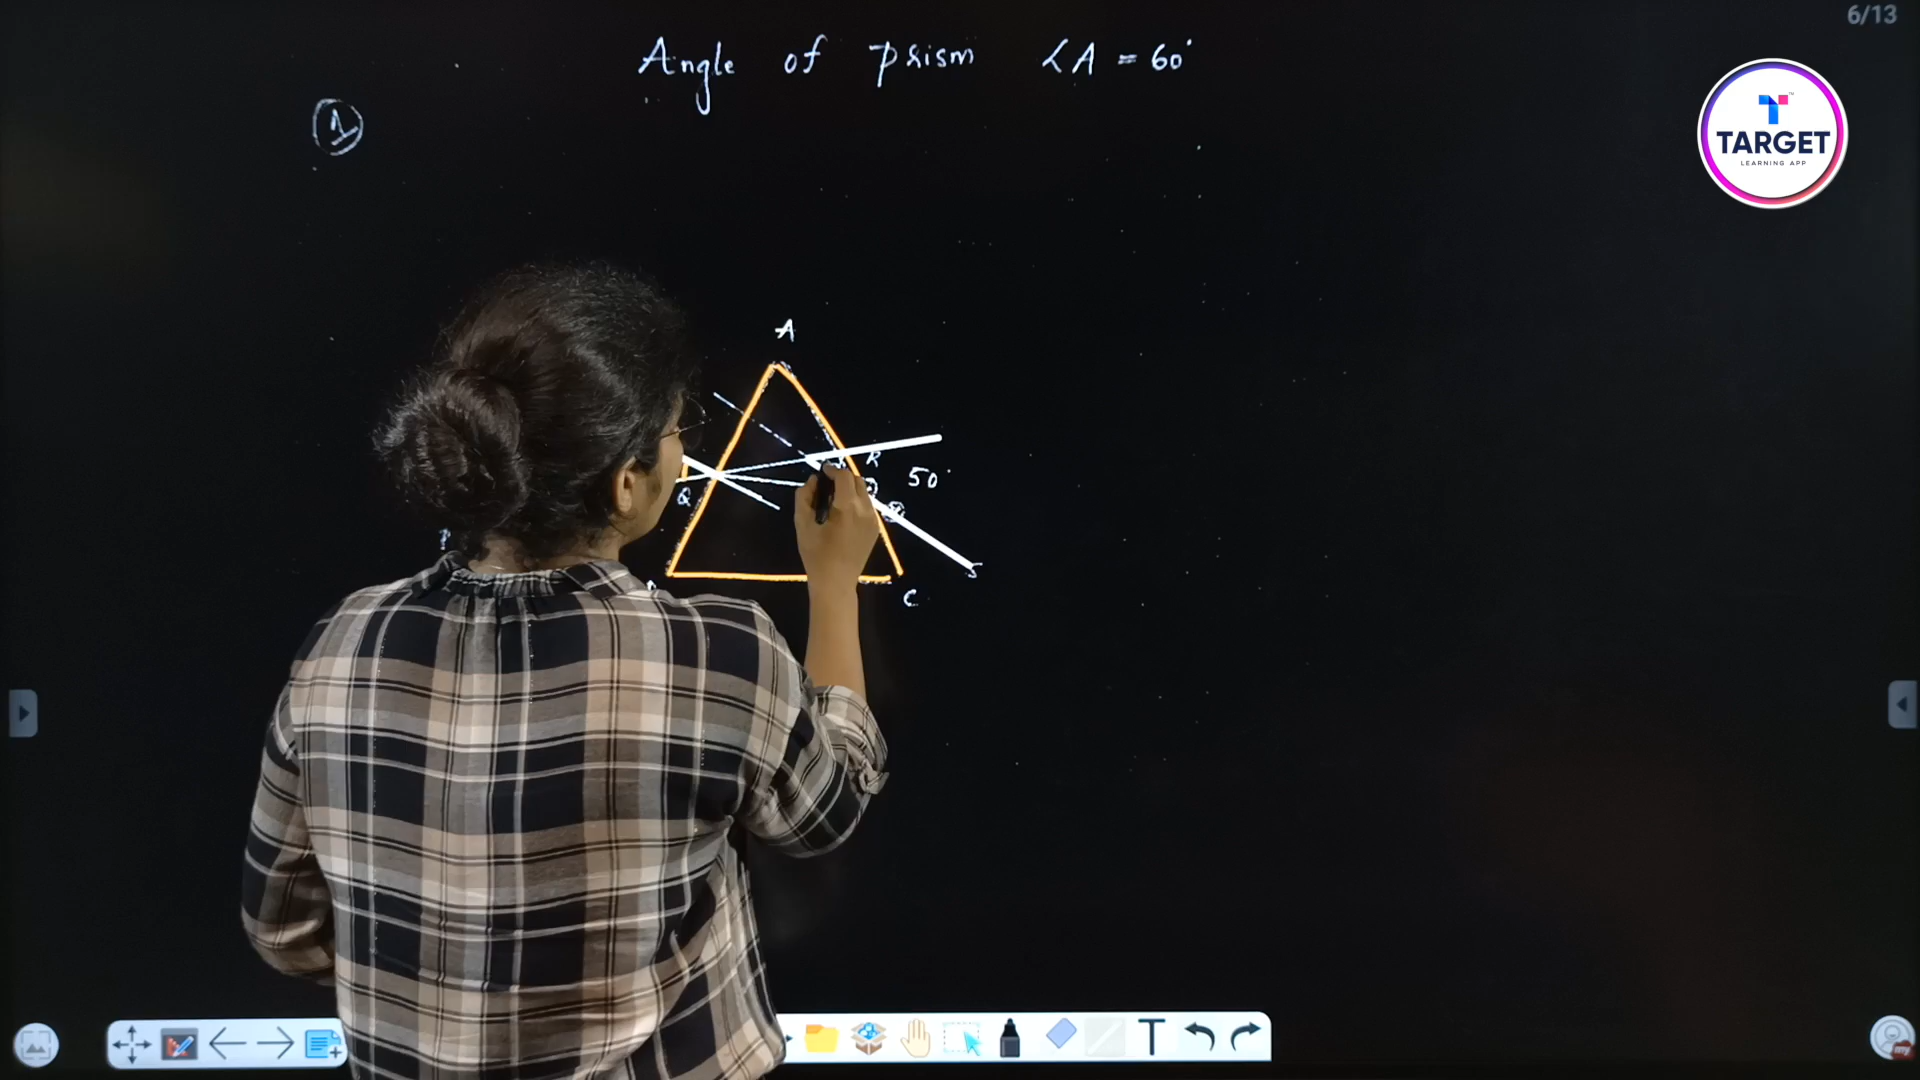 6/13
Angle of prism ∠A = 60°
1
TARGET
LEARNING APP
A
R
50°
Q
P
S
C
T